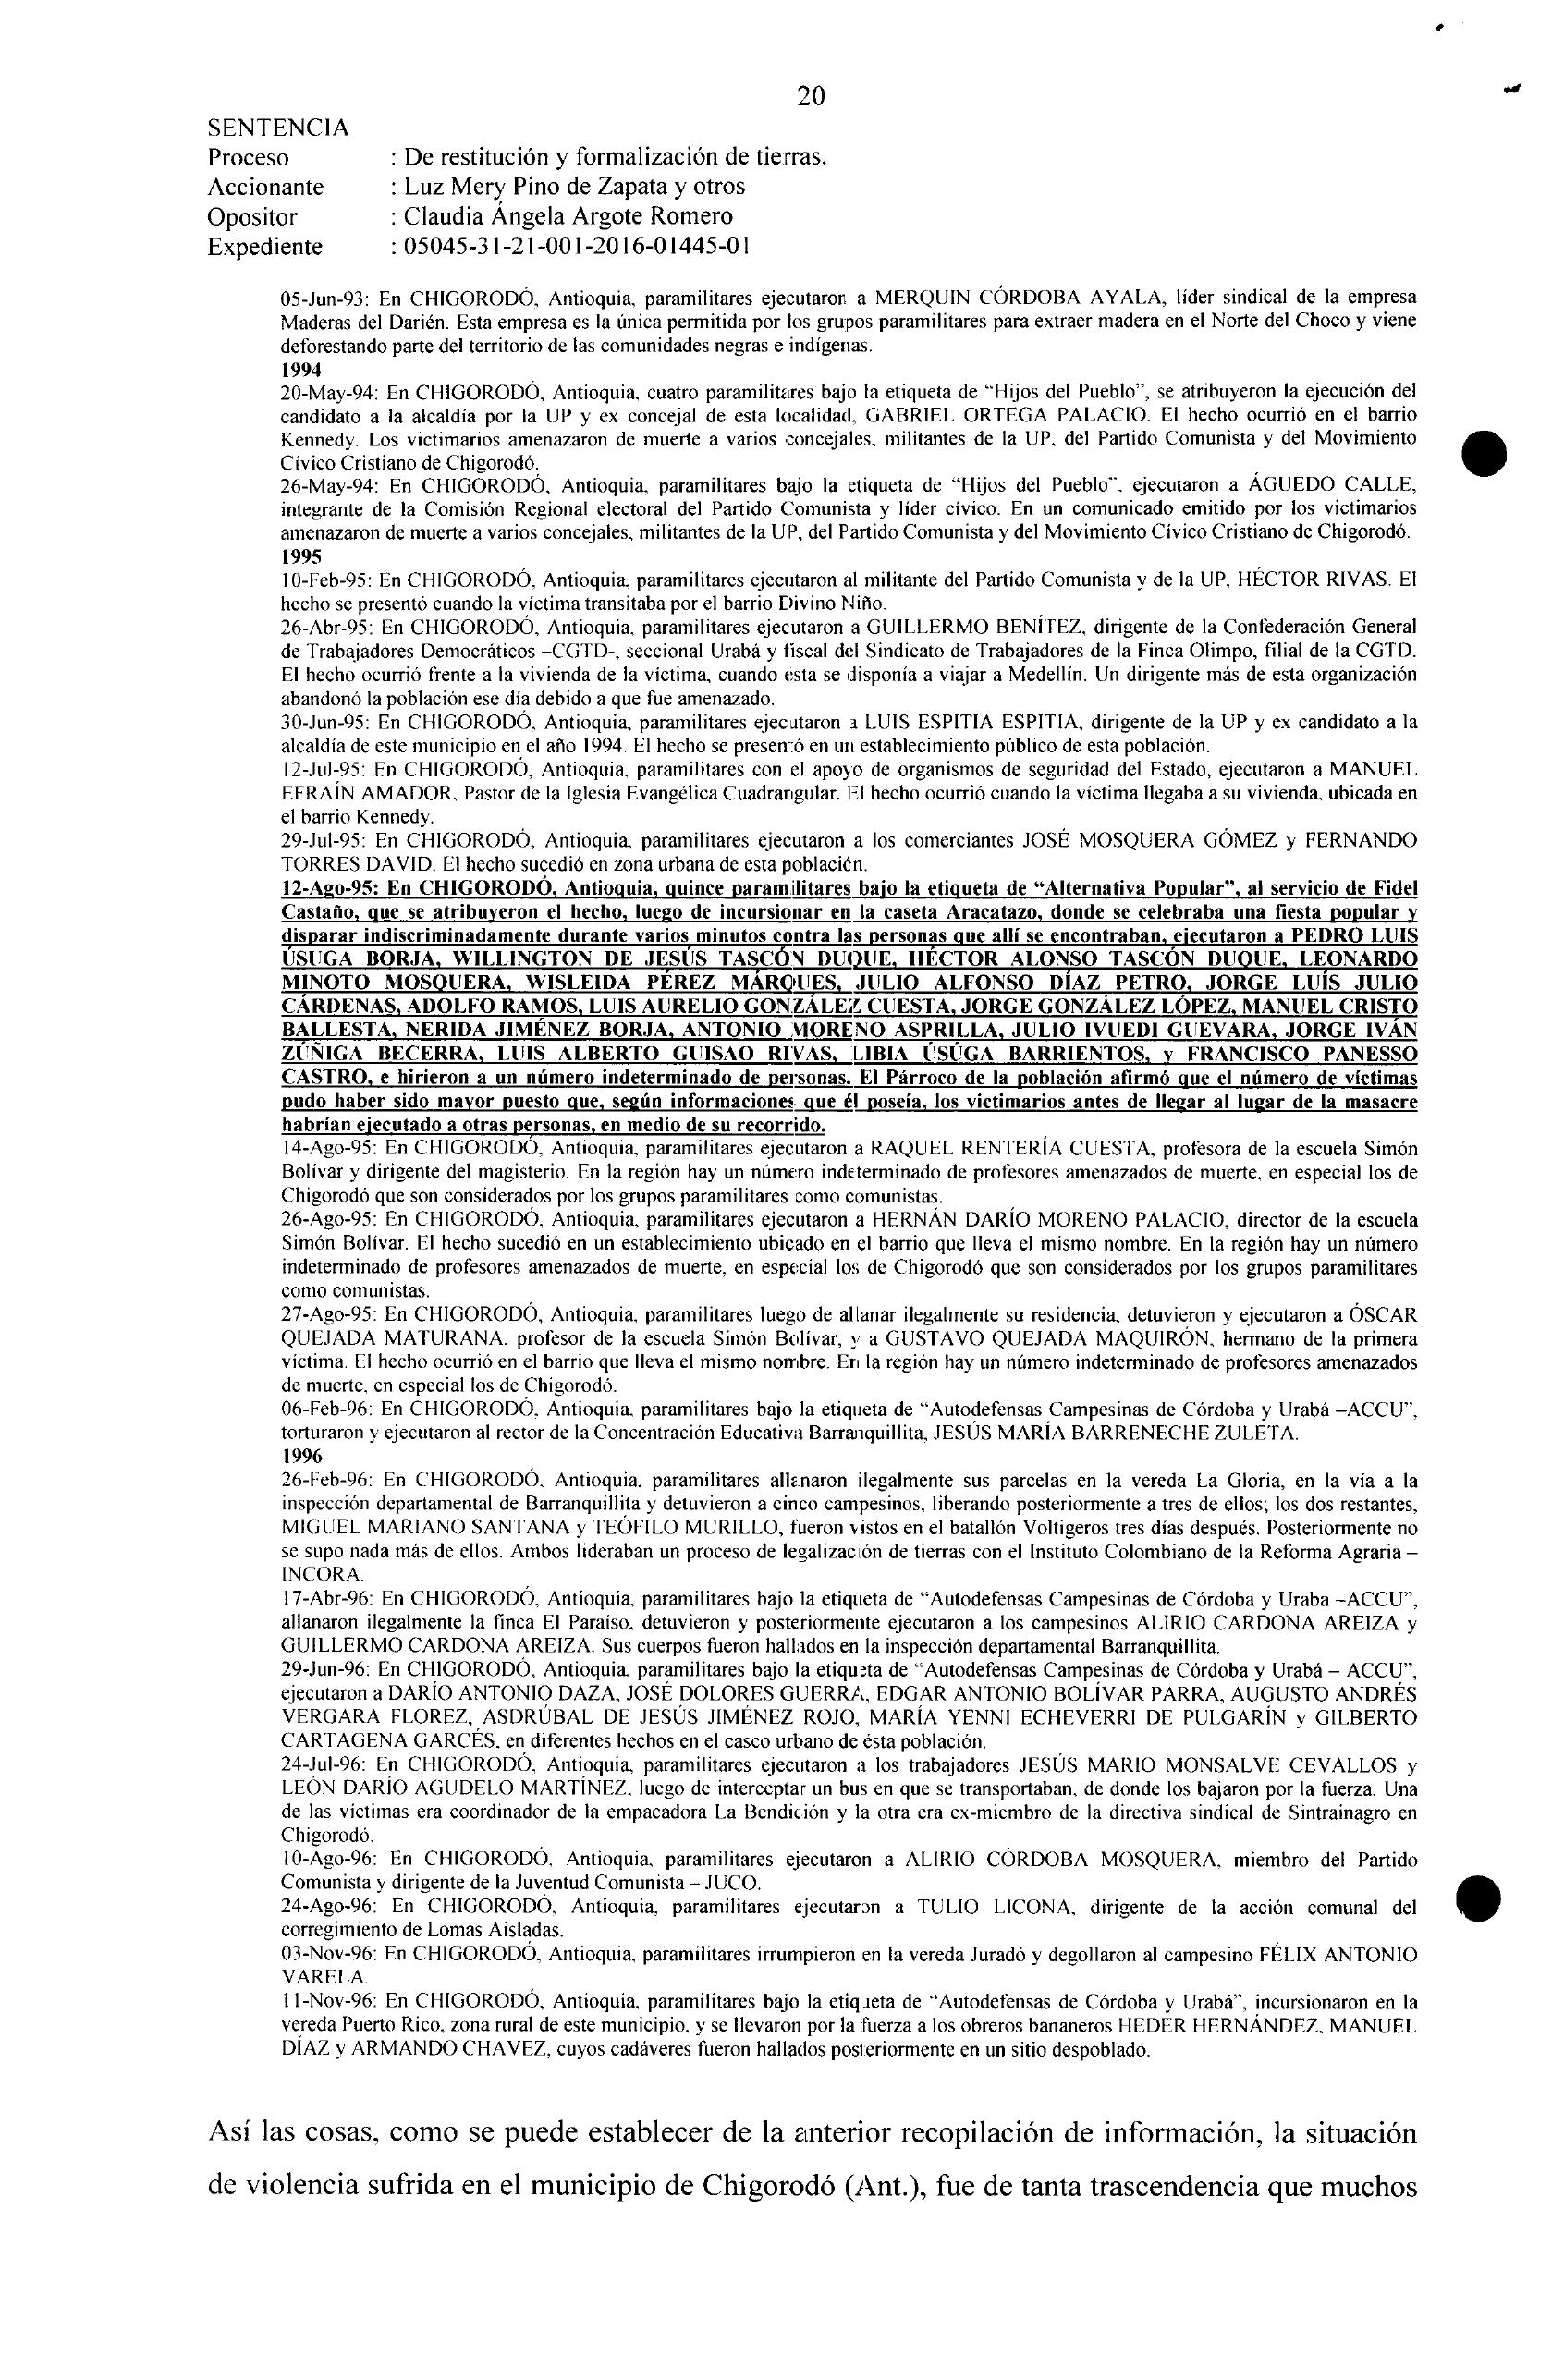 20
SENTENCIA
Proceso : De restitución y formalización de tierras.
Accionante : Luz Mery Pino de Zapata y otros
Opositor : Claudia Ángela Argote Romero
Expediente : 05045-31-21-001-2016-01445-01
05-Jun-93: En CHIGORODÓ, Antioquia, paramilitares ejecutaron a MERQUIN CÓRDOBA AYALA, líder sindical de la empresa
Maderas del Darién. Esta empresa es la única permitida por los grupos paramilitares para extraer madera en el Norte del Choco y viene
deforestando parte del territorio de las comunidades negras e indígenas.
1994
20-May-94: En CHIGORODÓ, Antioquia, cuatro paramilitares bajo la etiqueta de “Hijos del Pueblo”, se atribuyeron la ejecución del
candidato a la alcaldía por la UP y ex concejal de esta localidad, GABRIEL ORTEGA PALACIO. El hecho ocurrió en el barrio
Kennedy. Los victimarios amenazaron de muerte a varios concejales, militantes de la UP, del Partido Comunista y del Movimiento
Cívico Cristiano de Chigorodó.
26-May-94: En CHIGORODÓ, Antioquia, paramilitares bajo la etiqueta de “Hijos del Pueblo”, ejecutaron a ÁGUEDO CALLE,
integrante de la Comisión Regional electoral del Partido Comunista y líder cívico. En un comunicado emitido por los victimarios
amenazaron de muerte a varios concejales, militantes de la UP, del Partido Comunista y del Movimiento Cívico Cristiano de Chigorodó.
1995
10-Feb-95: En CHIGORODÓ, Antioquia, paramilitares ejecutaron al militante del Partido Comunista y de la UP, HÉCTOR RIVAS. El
hecho se presentó cuando la víctima transitaba por el barrio Divino Niño.
26-Abr-95: En CHIGORODÓ, Antioquia, paramilitares ejecutaron a GUILLERMO BENÍTEZ, dirigente de la Confederación General
de Trabajadores Democráticos –CGTD-, seccional Urabá y fiscal del Sindicato de Trabajadores de la Finca Olimpo, filial de la CGTD.
El hecho ocurrió frente a la vivienda de la víctima, cuando esta se disponía a viajar a Medellín. Un dirigente más de esta organización
abandonó la población ese día debido a que fue amenazado.
30-Jun-95: En CHIGORODÓ, Antioquia, paramilitares ejecutaron a LUIS ESPITIA ESPITIA, dirigente de la UP y ex candidato a la
alcaldía de este municipio en el año 1994. El hecho se presentó en un establecimiento público de esta población.
12-Jul-95: En CHIGORODÓ, Antioquia, paramilitares con el apoyo de organismos de seguridad del Estado, ejecutaron a MANUEL
EFRAÍN AMADOR, Pastor de la Iglesia Evangélica Cuadrangular. El hecho ocurrió cuando la víctima llegaba a su vivienda, ubicada en
el barrio Kennedy.
29-Jul-95: En CHIGORODÓ, Antioquia, paramilitares ejecutaron a los comerciantes JOSÉ MOSQUERA GÓMEZ y FERNANDO
TORRES DAVID. El hecho sucedió en zona urbana de esta población.
12-Ago-95: En CHIGORODÓ, Antioquia, quince paramilitares bajo la etiqueta de “Alternativa Popular”, al servicio de Fidel
Castaño, que se atribuyeron el hecho, luego de incursionar en la caseta Aracatazo, donde se celebraba una fiesta popular y
disparar indiscriminadamente durante varios minutos contra las personas que allí se encontraban, ejecutaron a PEDRO LUIS
ÚSUGA BORJA, WILLINGTON DE JESÚS TASCÓN DUQUE, HÉCTOR ALONSO TASCÓN DUQUE, LEONARDO
MINOTO MOSQUERA, WISLEIDA PÉREZ MÁRQUES, JULIO ALFONSO DÍAZ PETRO, JORGE LUÍS JULIO
CÁRDENAS, ADOLFO RAMOS, LUIS AURELIO GONZÁLEZ CUESTA, JORGE GONZÁLEZ LÓPEZ, MANUEL CRISTO
BALLESTA, NERIDA JIMÉNEZ BORJA, ANTONIO MORENO ASPRILLA, JULIO IVUEDI GUEVARA, JORGE IVÁN
ZÚÑIGA BECERRA, LUIS ALBERTO GUISAO RIVAS, LIBIA ÚSÚGA BARRIENTOS, y FRANCISCO PANESSO
CASTRO, e hirieron a un número indeterminado de personas. El Párroco de la población afirmó que el número de víctimas
pudo haber sido mayor puesto que, según informaciones que él poseía, los victimarios antes de llegar al lugar de la masacre
habrían ejecutado a otras personas, en medio de su recorrido.
14-Ago-95: En CHIGORODÓ, Antioquia, paramilitares ejecutaron a RAQUEL RENTERÍA CUESTA, profesora de la escuela Simón
Bolívar y dirigente del magisterio. En la región hay un número indeterminado de profesores amenazados de muerte, en especial los de
Chigorodó que son considerados por los grupos paramilitares como comunistas.
26-Ago-95: En CHIGORODÓ, Antioquia, paramilitares ejecutaron a HERNÁN DARÍO MORENO PALACIO, director de la escuela
Simón Bolívar. El hecho sucedió en un establecimiento ubicado en el barrio que lleva el mismo nombre. En la región hay un número
indeterminado de profesores amenazados de muerte, en especial los de Chigorodó que son considerados por los grupos paramilitares
como comunistas.
27-Ago-95: En CHIGORODÓ, Antioquia, paramilitares luego de allanar ilegalmente su residencia, detuvieron y ejecutaron a ÓSCAR
QUEJADA MATURANA, profesor de la escuela Simón Bolívar, y a GUSTAVO QUEJADA MAQUIRÓN, hermano de la primera
víctima. El hecho ocurrió en el barrio que lleva el mismo nombre. En la región hay un número indeterminado de profesores amenazados
de muerte, en especial los de Chigorodó.
06-Feb-96: En CHIGORODÓ, Antioquia, paramilitares bajo la etiqueta de “Autodefensas Campesinas de Córdoba y Urabá –ACCU”,
torturaron y ejecutaron al rector de la Concentración Educativa Barranquillita, JESÚS MARÍA BARRENECHE ZULETA.
1996
26-Feb-96: En CHIGORODÓ, Antioquia, paramilitares allanaron ilegalmente sus parcelas en la vereda La Gloria, en la vía a la
inspección departamental de Barranquillita y detuvieron a cinco campesinos, liberando posteriormente a tres de ellos; los dos restantes,
MIGUEL MARIANO SANTANA y TEÓFILO MURILLO, fueron vistos en el batallón Voltigeros tres días después. Posteriormente no
se supo nada más de ellos. Ambos lideraban un proceso de legalización de tierras con el Instituto Colombiano de la Reforma Agraria –
INCORA.
17-Abr-96: En CHIGORODÓ, Antioquia, paramilitares bajo la etiqueta de “Autodefensas Campesinas de Córdoba y Uraba –ACCU”,
allanaron ilegalmente la finca El Paraíso, detuvieron y posteriormente ejecutaron a los campesinos ALIRIO CARDONA AREIZA y
GUILLERMO CARDONA AREIZA. Sus cuerpos fueron hallados en la inspección departamental Barranquillita.
29-Jun-96: En CHIGORODÓ, Antioquia, paramilitares bajo la etiqueta de “Autodefensas Campesinas de Córdoba y Urabá – ACCU”,
ejecutaron a DARÍO ANTONIO DAZA, JOSÉ DOLORES GUERRA, EDGAR ANTONIO BOLÍVAR PARRA, AUGUSTO ANDRÉS
VERGARA FLOREZ, ASDRÚBAL DE JESÚS JIMÉNEZ ROJO, MARÍA YENNI ECHEVERRI DE PULGARÍN y GILBERTO
CARTAGENA GARCÉS, en diferentes hechos en el casco urbano de ésta población.
24-Jul-96: En CHIGORODÓ, Antioquia, paramilitares ejecutaron a los trabajadores JESÚS MARIO MONSALVE CEVALLOS y
LEÓN DARÍO AGUDELO MARTÍNEZ, luego de interceptar un bus en que se transportaban, de donde los bajaron por la fuerza. Una
de las víctimas era coordinador de la empacadora La Bendición y la otra era ex-miembro de la directiva sindical de Sintrainagro en
Chigorodó.
10-Ago-96: En CHIGORODÓ, Antioquia, paramilitares ejecutaron a ALIRIO CÓRDOBA MOSQUERA, miembro del Partido
Comunista y dirigente de la Juventud Comunista – JUCO.
24-Ago-96: En CHIGORODÓ, Antioquia, paramilitares ejecutaron a TULIO LICONA, dirigente de la acción comunal del
corregimiento de Lomas Aisladas.
03-Nov-96: En CHIGORODÓ, Antioquia, paramilitares irrumpieron en la vereda Juradó y degollaron al campesino FÉLIX ANTONIO
VARELA.
11-Nov-96: En CHIGORODÓ, Antioquia, paramilitares bajo la etiqueta de “Autodefensas de Córdoba y Urabá”, incursionaron en la
vereda Puerto Rico, zona rural de este municipio, y se llevaron por la fuerza a los obreros bananeros HEDER HERNÁNDEZ, MANUEL
DÍAZ y ARMANDO CHAVEZ, cuyos cadáveres fueron hallados posteriormente en un sitio despoblado.
Así las cosas, como se puede establecer de la anterior recopilación de información, la situación
de violencia sufrida en el municipio de Chigorodó (Ant.), fue de tanta trascendencia que muchos